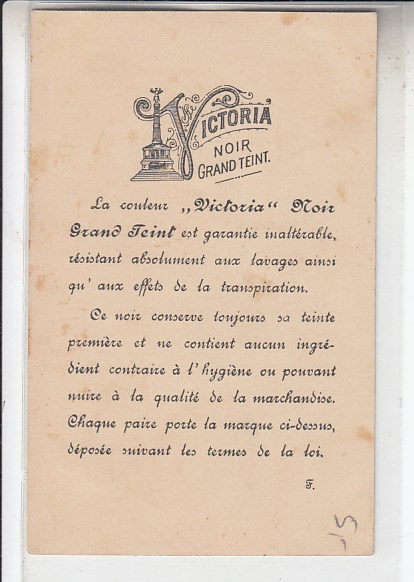 VICTORIA
NOIR
GRAND TEINT.
La couleur „Victoria“ Noir
Grand Teint est garantie inaltérable,
résistant absolument aux lavages ainsi
qu' aux effets de la transpiration.
Ce noir conserve toujours sa teinte
première et ne contient aucun ingré-
dient contraire à l' hygiène ou pouvant
nuire à la qualité de la marchandise.
Chaque paire porte la marque ci-dessus,
déposée suivant les termes de la loi.
F.